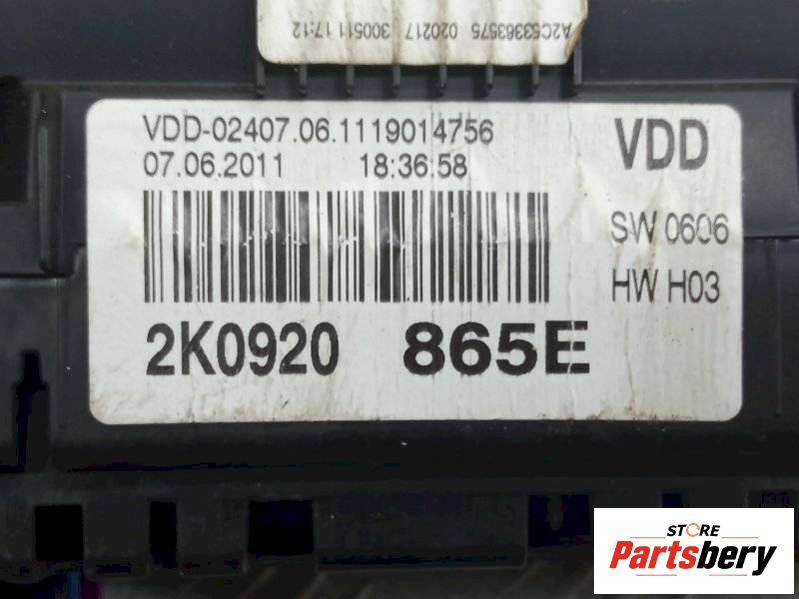 A2C53363575 020217 300511 17:12
VDD-02407.06.1119014756
07.06.2011 18:36:58
VDD
SW 0606
HW H03
2K0920 865E
STORE
Partsbery